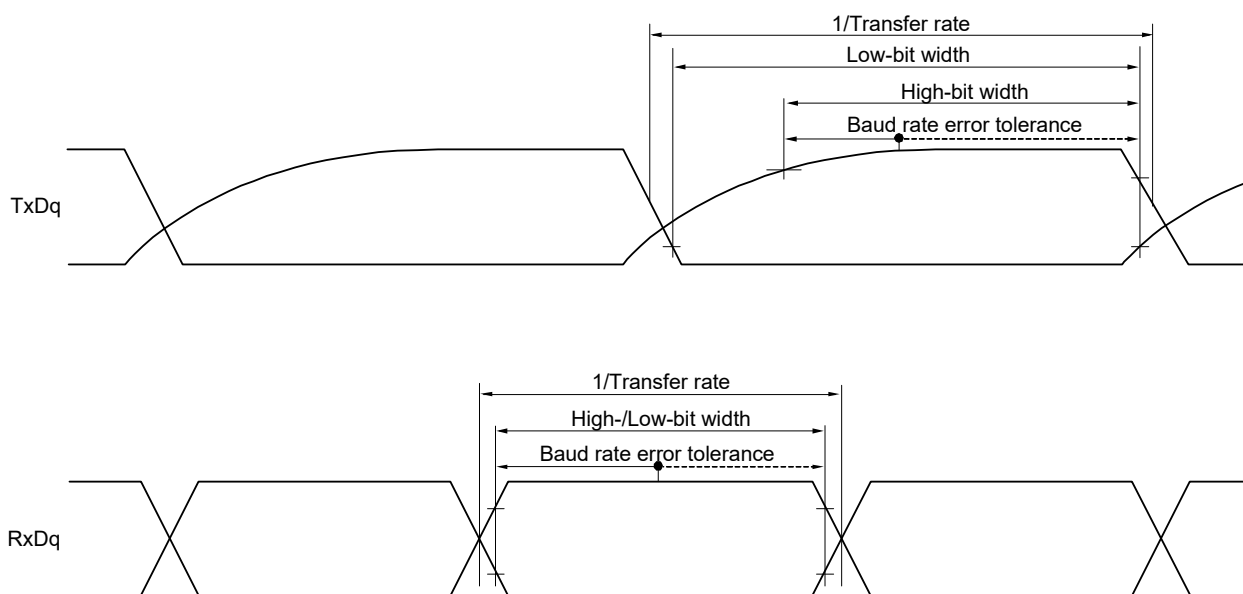 1/Transfer rate
Low-bit width
High-bit width
Baud rate error tolerance
TxDq
1/Transfer rate
High-/Low-bit width
Baud rate error tolerance
RxDq